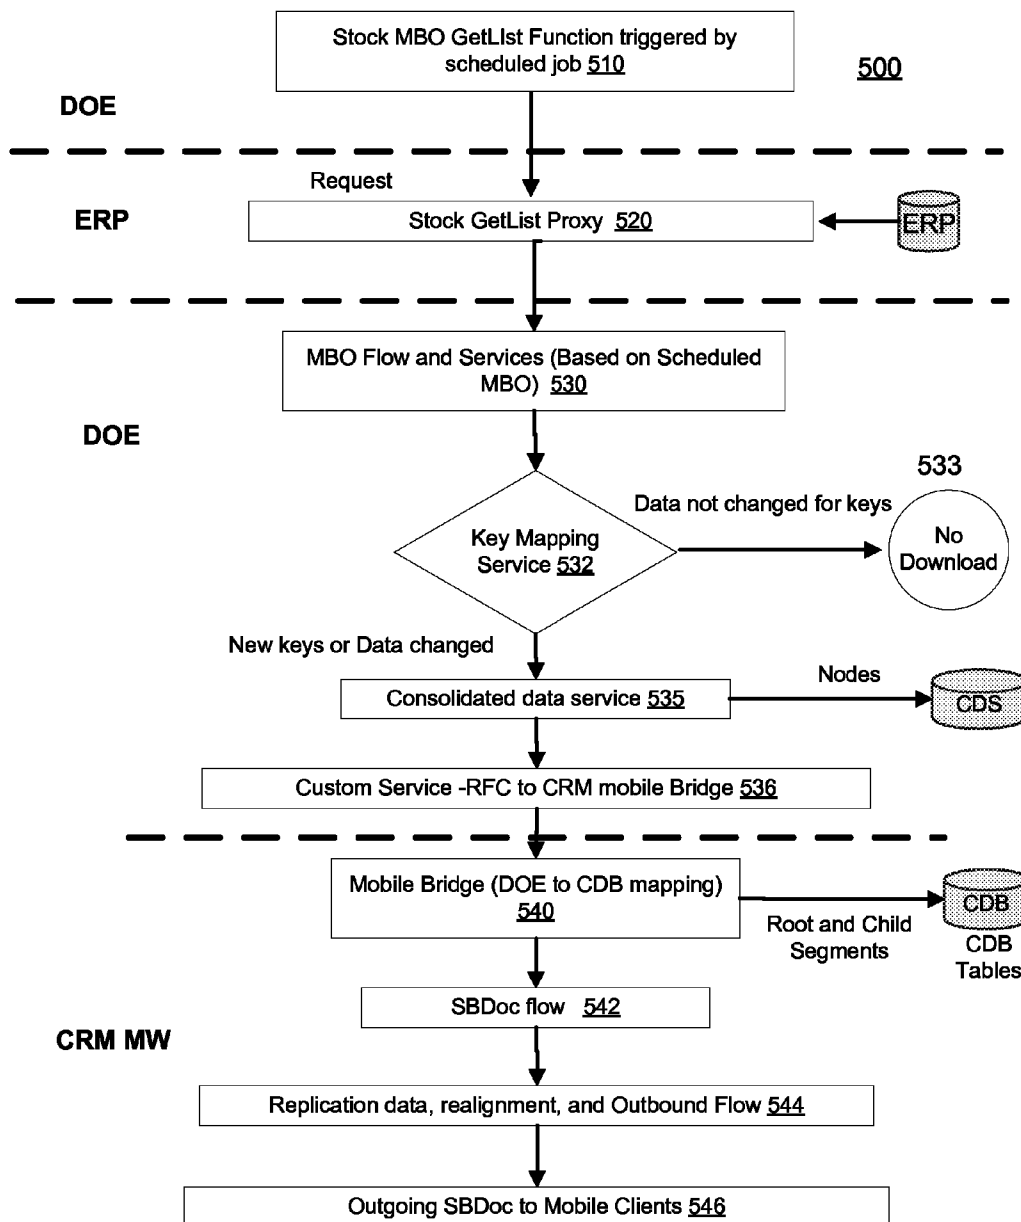 Stock MBO GetLIst Function triggered by
scheduled job 510
500
DOE
Request
ERP
Stock GetList Proxy 520
ERP
MBO Flow and Services (Based on Scheduled
MBO) 530
DOE
533
Data not changed for keys
Key Mapping
Service 532
No
Download
New keys or Data changed
Nodes
Consolidated data service 535
CDS
Custom Service -RFC to CRM mobile Bridge 536
Mobile Bridge (DOE to CDB mapping)
540
CDB
Root and Child
Segments
CDB
Tables
SBDoc flow 542
CRM MW
Replication data, realignment, and Outbound Flow 544
Outgoing SBDoc to Mobile Clients 546